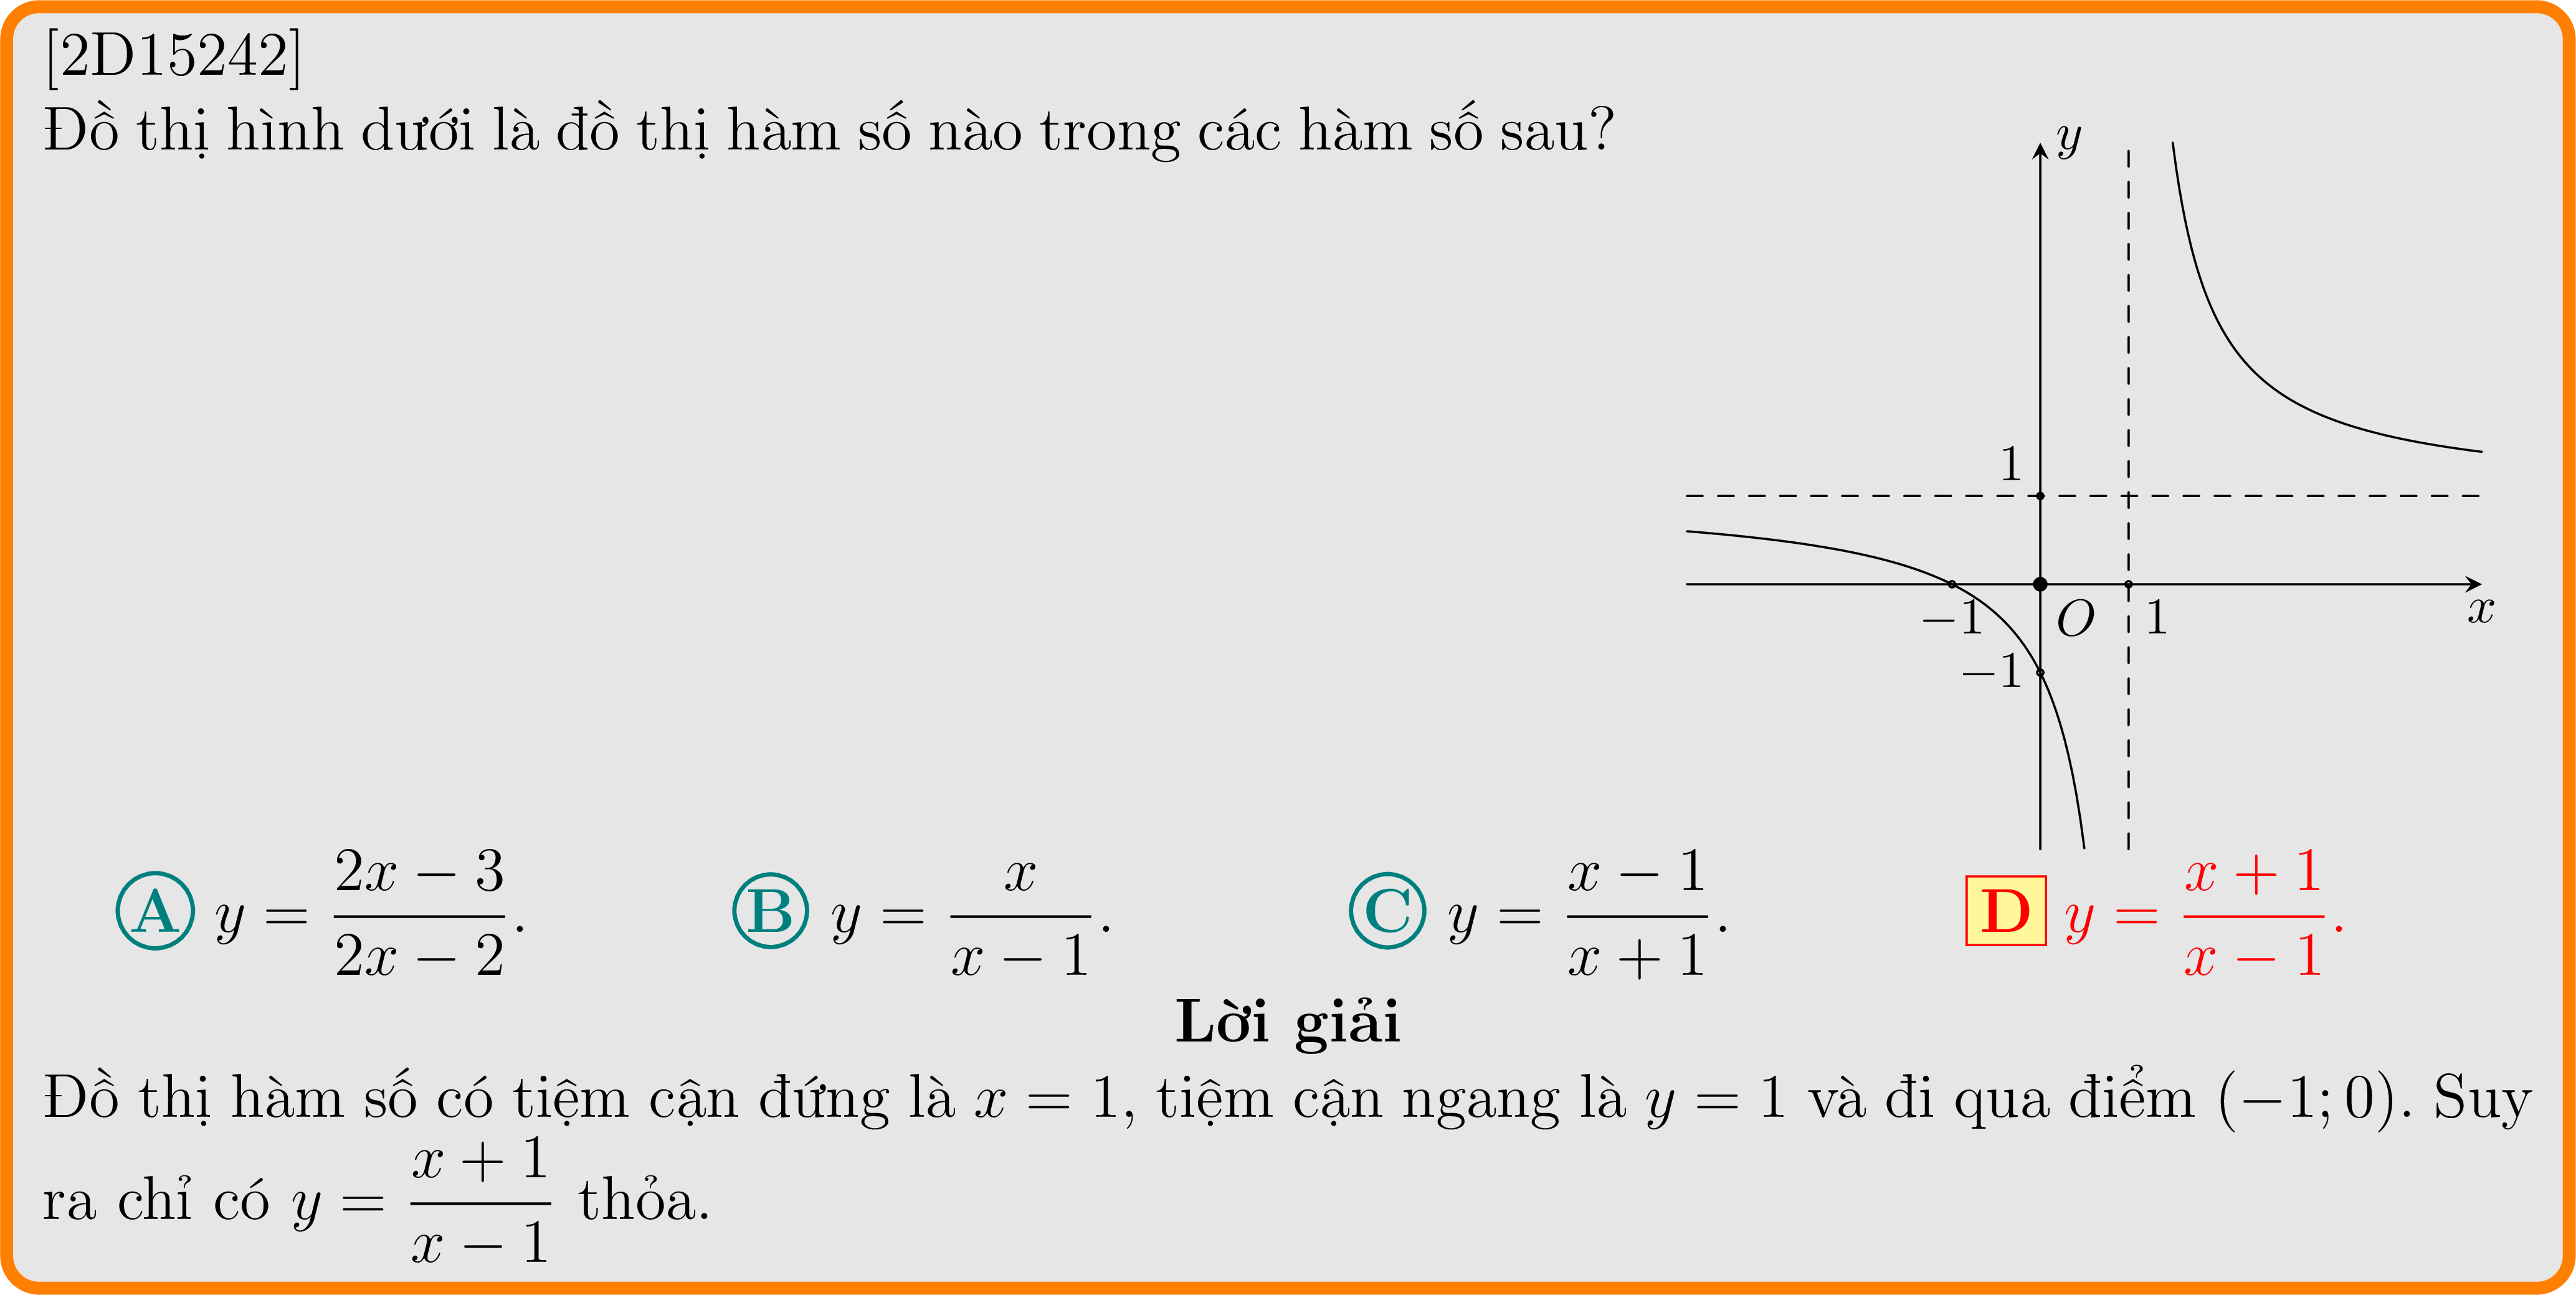 [2D15242]
Đồ thị hình dưới là đồ thị hàm số nào trong các hàm số sau?
y
1
−1 O 1 x
−1
A y = \frac{2x − 3}{2x − 2}. B y = \frac{x}{x − 1}. C y = \frac{x − 1}{x + 1}. D y = \frac{x + 1}{x − 1}.
Lời giải
Đồ thị hàm số có tiệm cận đứng là x = 1, tiệm cận ngang là y = 1 và đi qua điểm (−1; 0). Suy
ra chỉ có y = \frac{x + 1}{x − 1} thỏa.